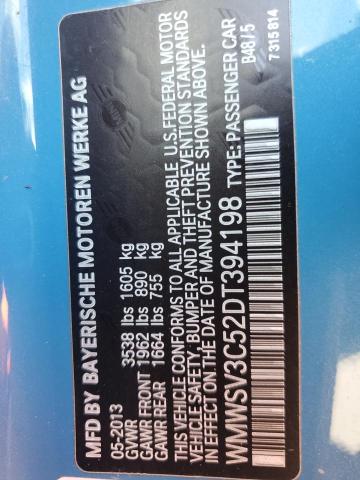 MFD BY BAYERISCHE MOTOREN WERKE AG
05-2013
GVWR 3538 lbs 1605 kg
GAWR FRONT 1962 lbs 890 kg
GAWR REAR 1664 lbs 755 kg
THIS VEHICLE CONFORMS TO ALL APPLICABLE U.S. FEDERAL MOTOR
VEHICLE SAFETY, BUMPER AND THEFT PREVENTION STANDARDS
IN EFFECT ON THE DATE OF MANUFACTURE SHOWN ABOVE.
WMWSV3C52DT394198 TYPE: PASSENGER CAR
B48/5
7 315 814